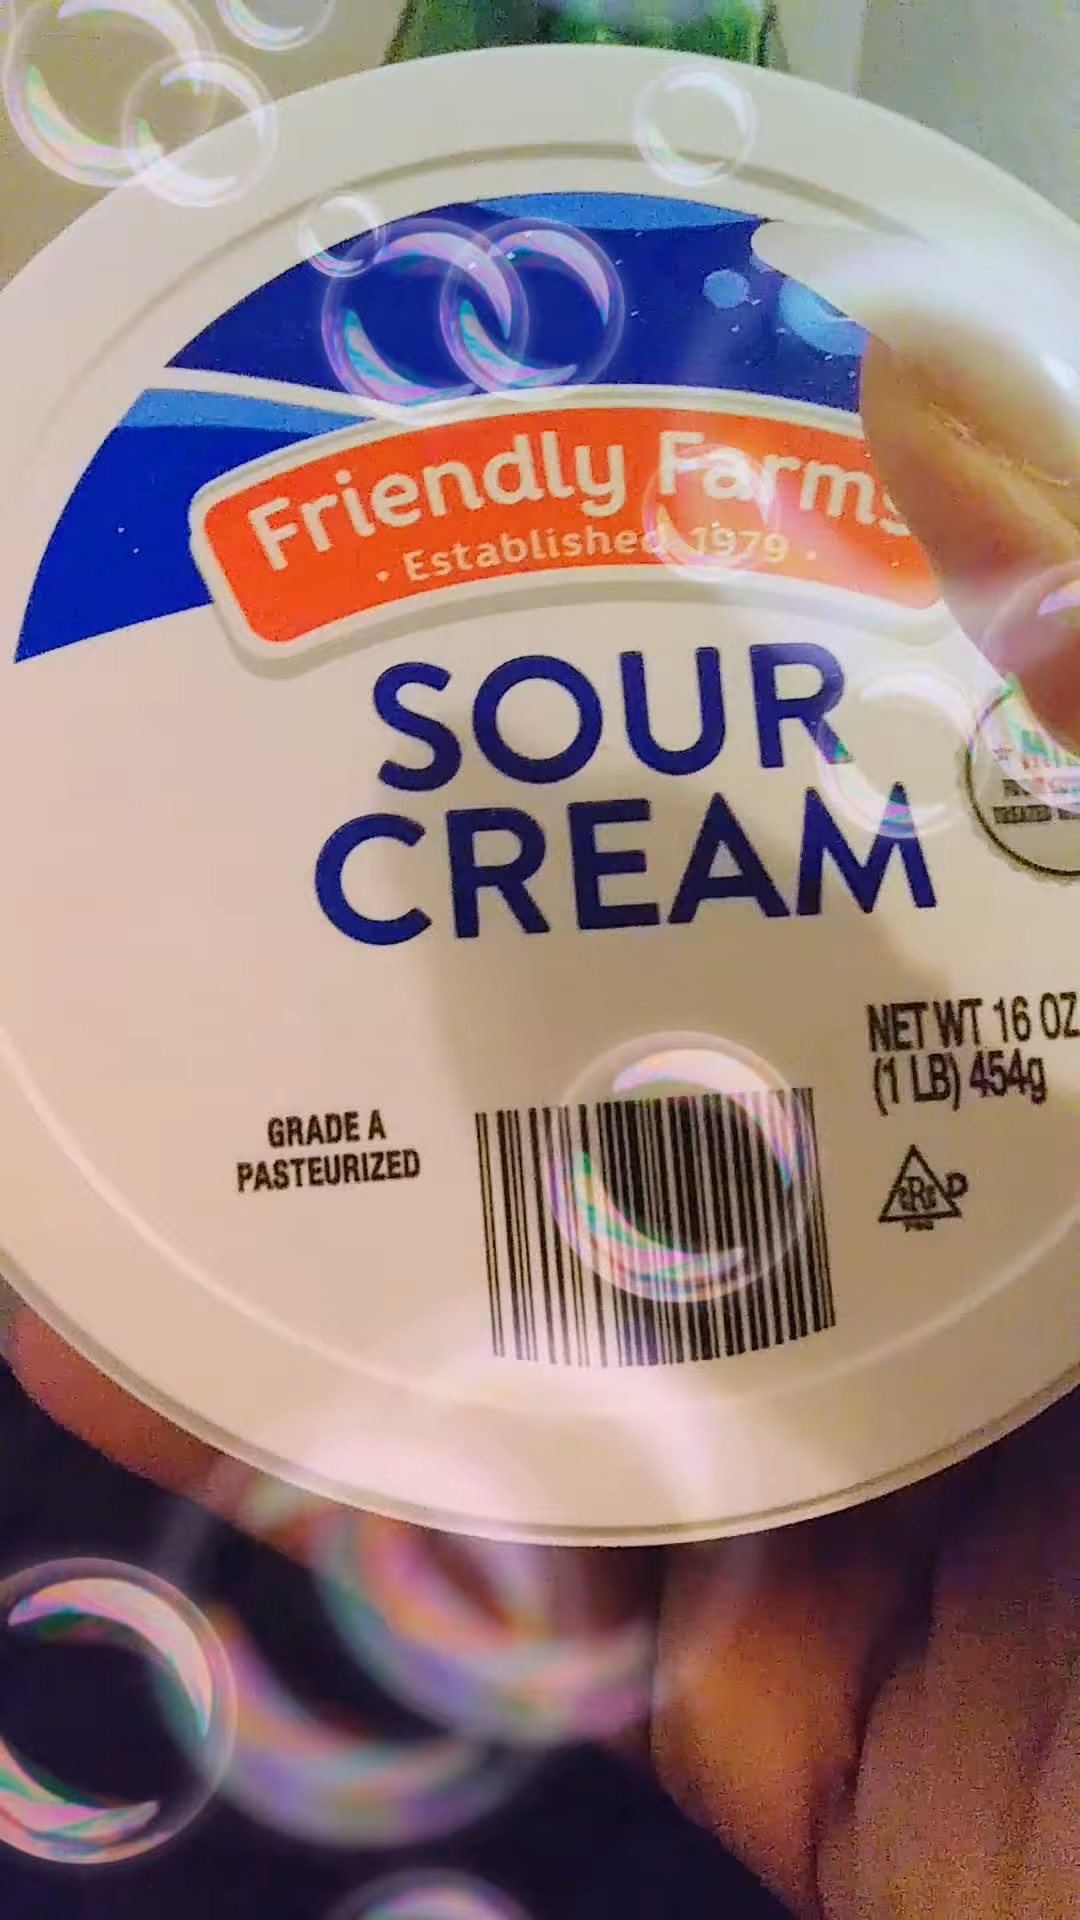 Friendly Farms
• Established 1979 •
SOUR
CREAM
NET WT 16 OZ
(1 LB) 454g
GRADE A
PASTEURIZED